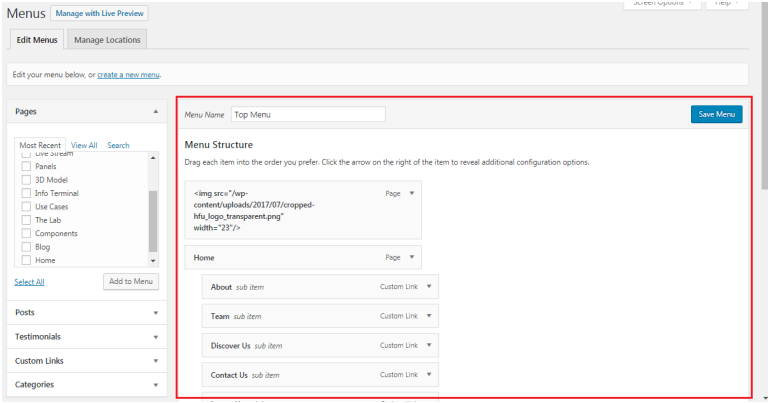 Menus Manage with Live Preview
Screen Options Help
Edit Menus Manage Locations
Edit your menu below, or create a new menu.
Pages
Most Recent View All Search
Live Stream
Panels
3D Model
Info Terminal
Use Cases
The Lab
Components
Blog
Home
Select All Add to Menu
Posts
Testimonials
Custom Links
Categories
Menu Name Top Menu Save Menu
Menu Structure
Drag each item into the order you prefer. Click the arrow on the right of the item to reveal additional configuration options.
<img src="/wp- Page
content/uploads/2017/07/cropped-
hfu_logo_transparent.png"
width="23"/>
Home Page
About sub item Custom Link
Team sub item Custom Link
Discover Us sub item Custom Link
Contact Us sub item Custom Link